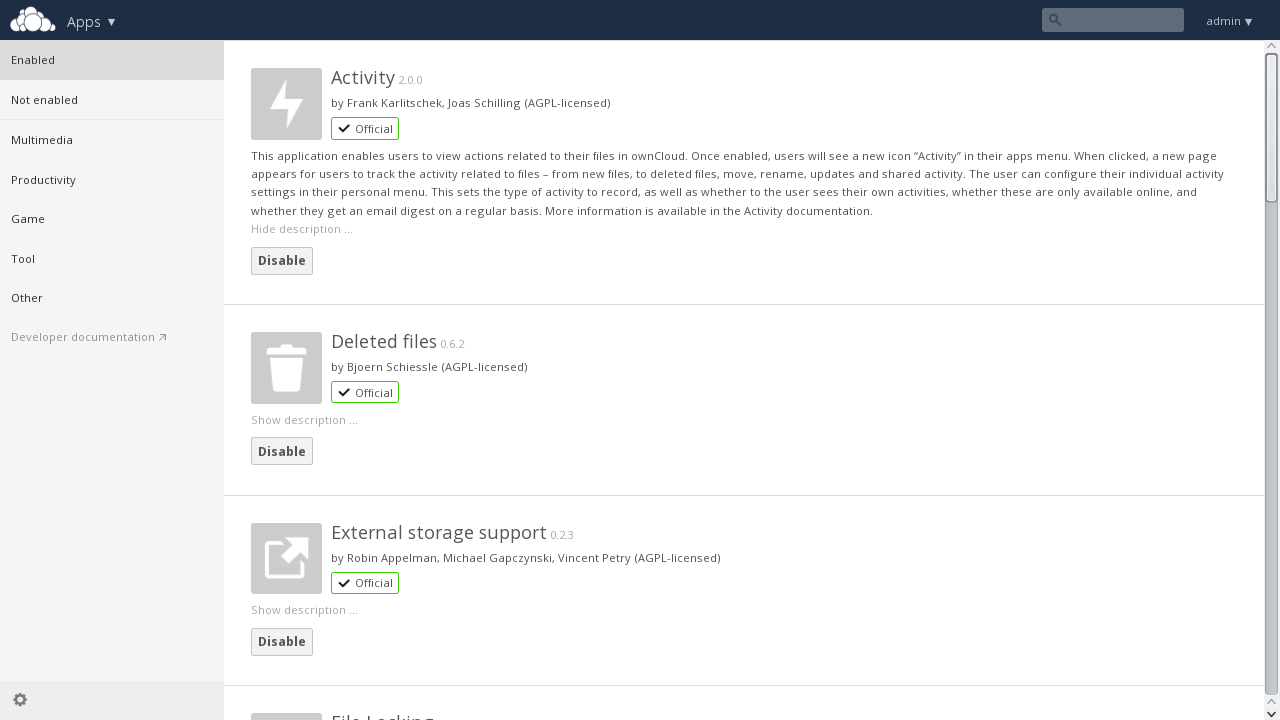 Apps ▼
admin ▼
Enabled
Not enabled
Multimedia
Productivity
Game
Tool
Other
Developer documentation
Activity 2.0.0
by Frank Karlitschek, Joas Schilling (AGPL-licensed)
Official
This application enables users to view actions related to their files in ownCloud. Once enabled, users will see a new icon “Activity” in their apps menu. When clicked, a new page
appears for users to track the activity related to files – from new files, to deleted files, move, rename, updates and shared activity. The user can configure their individual activity
settings in their personal menu. This sets the type of activity to record, as well as whether to the user sees their own activities, whether these are only available online, and
whether they get an email digest on a regular basis. More information is available in the Activity documentation.
Hide description …
Disable
Deleted files 0.6.2
by Bjoern Schiessle (AGPL-licensed)
Official
Show description …
Disable
External storage support 0.2.3
by Robin Appelman, Michael Gapczynski, Vincent Petry (AGPL-licensed)
Official
Show description …
Disable
File Locking